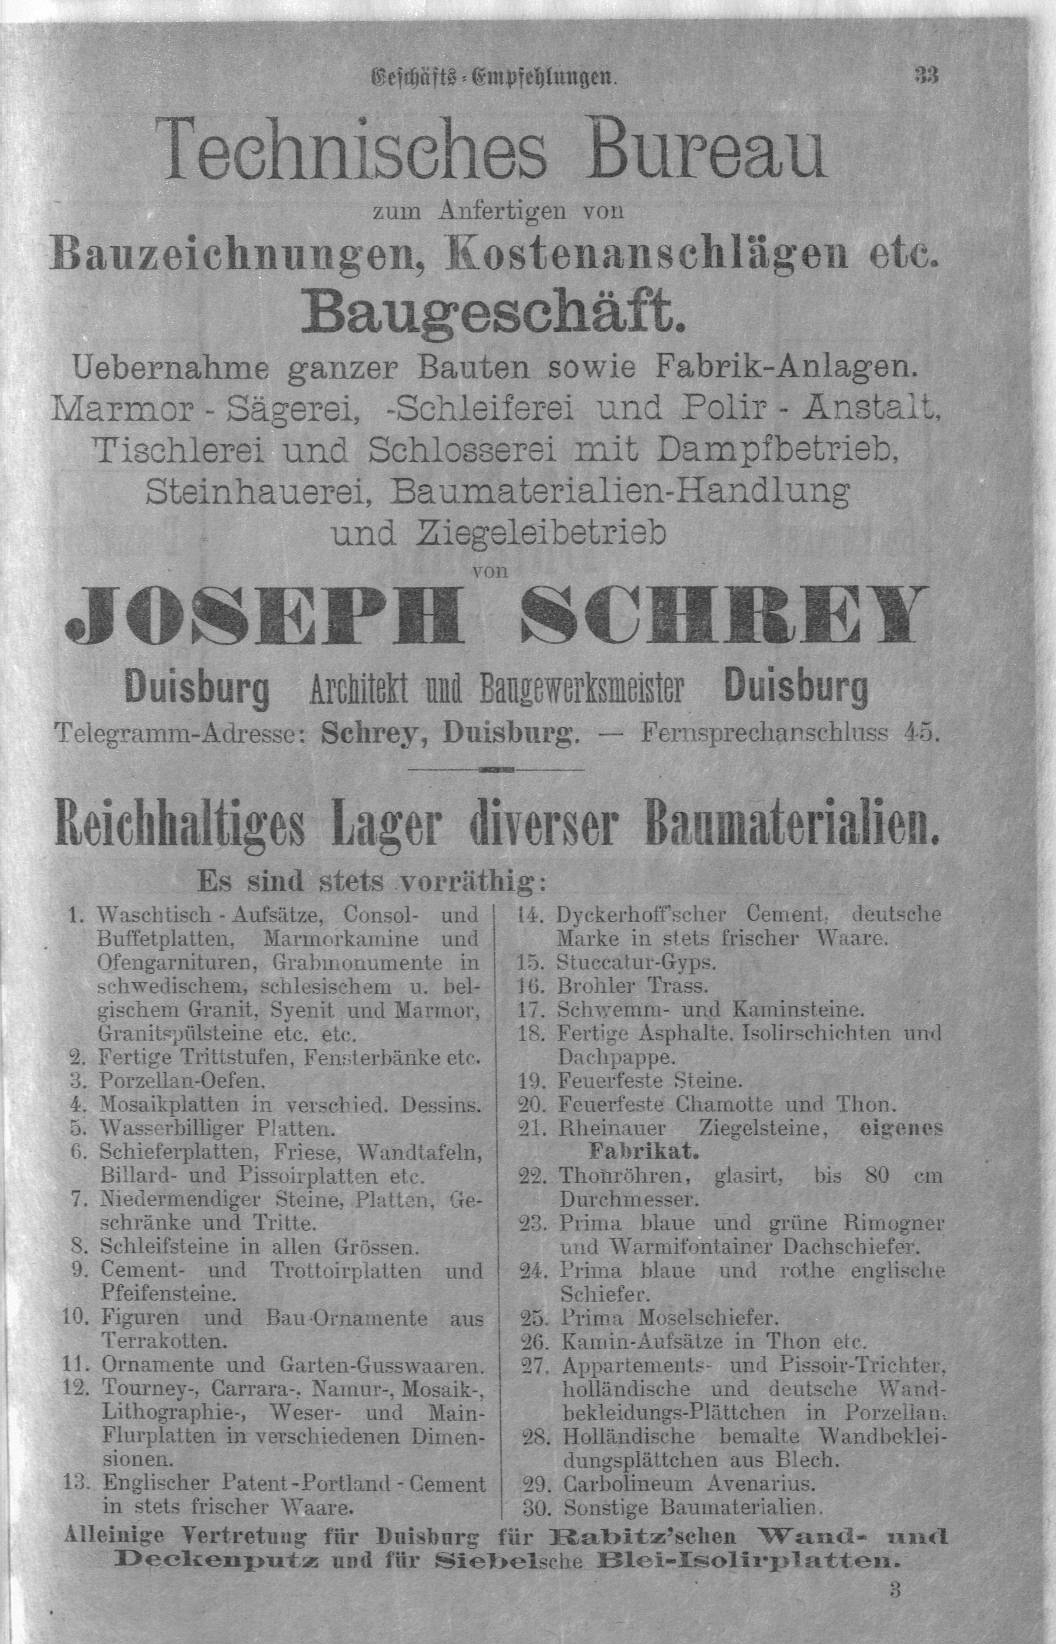 Geschäfts-Empfehlungen. 33
Technisches Bureau
zum Anfertigen von
Bauzeichnungen, Kostenanschlägen etc.
Baugeschäft.
Uebernahme ganzer Bauten sowie Fabrik-Anlagen.
Marmor - Sägerei, -Schleiferei und Polir - Anstalt,
Tischlerei und Schlosserei mit Dampfbetrieb,
Steinhauerei, Baumaterialien-Handlung
und Ziegeleibetrieb
von
JOSEPH SCHREY
Duisburg Architekt und Baugewerksmeister Duisburg
Telegramm-Adresse: Schrey, Duisburg. — Fernsprechanschluss 45.
Reichhaltiges Lager diverser Baumaterialien.
Es sind stets vorräthig:
1. Waschtisch - Aufsätze, Consol- und
Buffetplatten, Marmorkamine und
Ofengarnituren, Grabmonumente in
schwedischem, schlesischem u. bel-
gischem Granit, Syenit und Marmor,
Granitspülsteine etc. etc.
2. Fertige Trittstufen, Fensterbänke etc.
3. Porzellan-Oefen.
4. Mosaikplatten in verschied. Dessins.
5. Wasserbilliger Platten.
6. Schieferplatten, Friese, Wandtafeln,
Billard- und Pissoirplatten etc.
7. Niedermendiger Steine, Platten, Ge-
schränke und Tritte.
8. Schleifsteine in allen Grössen.
9. Cement- und Trottoirplatten und
Pfeifensteine.
10. Figuren und Bau-Ornamente aus
Terrakotten.
11. Ornamente und Garten-Gusswaaren.
12. Tourney-, Carrara-, Namur-, Mosaik-,
Lithographie-, Weser- und Main-
Flurplatten in verschiedenen Dimen-
sionen.
13. Englischer Patent-Portland - Cement
in stets frischer Waare.
14. Dyckerhoff'scher Cement, deutsche
Marke in stets frischer Waare.
15. Stuccatur-Gyps.
16. Brohler Trass.
17. Schwemm- und Kaminsteine.
18. Fertige Asphalte, Isolirschichten und
Dachpappe.
19. Feuerfeste Steine.
20. Feuerfeste Chamotte und Thon.
21. Rheinauer Ziegelsteine, eigenes
Fabrikat.
22. Thonröhren, glasirt, bis 80 cm
Durchmesser.
23. Prima blaue und grüne Rimogner
und Warmifontainer Dachschiefer.
24. Prima blaue und rothe englische
Schiefer.
25. Prima Moselschiefer.
26. Kamin-Aufsätze in Thon etc.
27. Appartements- und Pissoir-Trichter,
holländische und deutsche Wand-
bekleidungs-Plättchen in Porzellan.
28. Holländische bemalte Wandbeklei-
dungsplättchen aus Blech.
29. Carbolineum Avenarius.
30. Sonstige Baumaterialien.
Alleinige Vertretung für Duisburg für Rabitz'schen Wand- und
Deckenputz und für Siebelsche Blei-Isolirplatten.
3